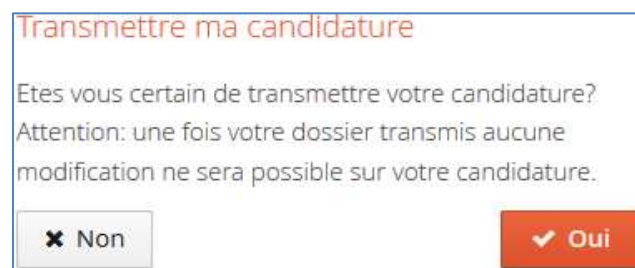 Transmettre ma candidature
Etes vous certain de transmettre votre candidature?
Attention: une fois votre dossier transmis aucune
modification ne sera possible sur votre candidature.
✖ Non ✔ Oui